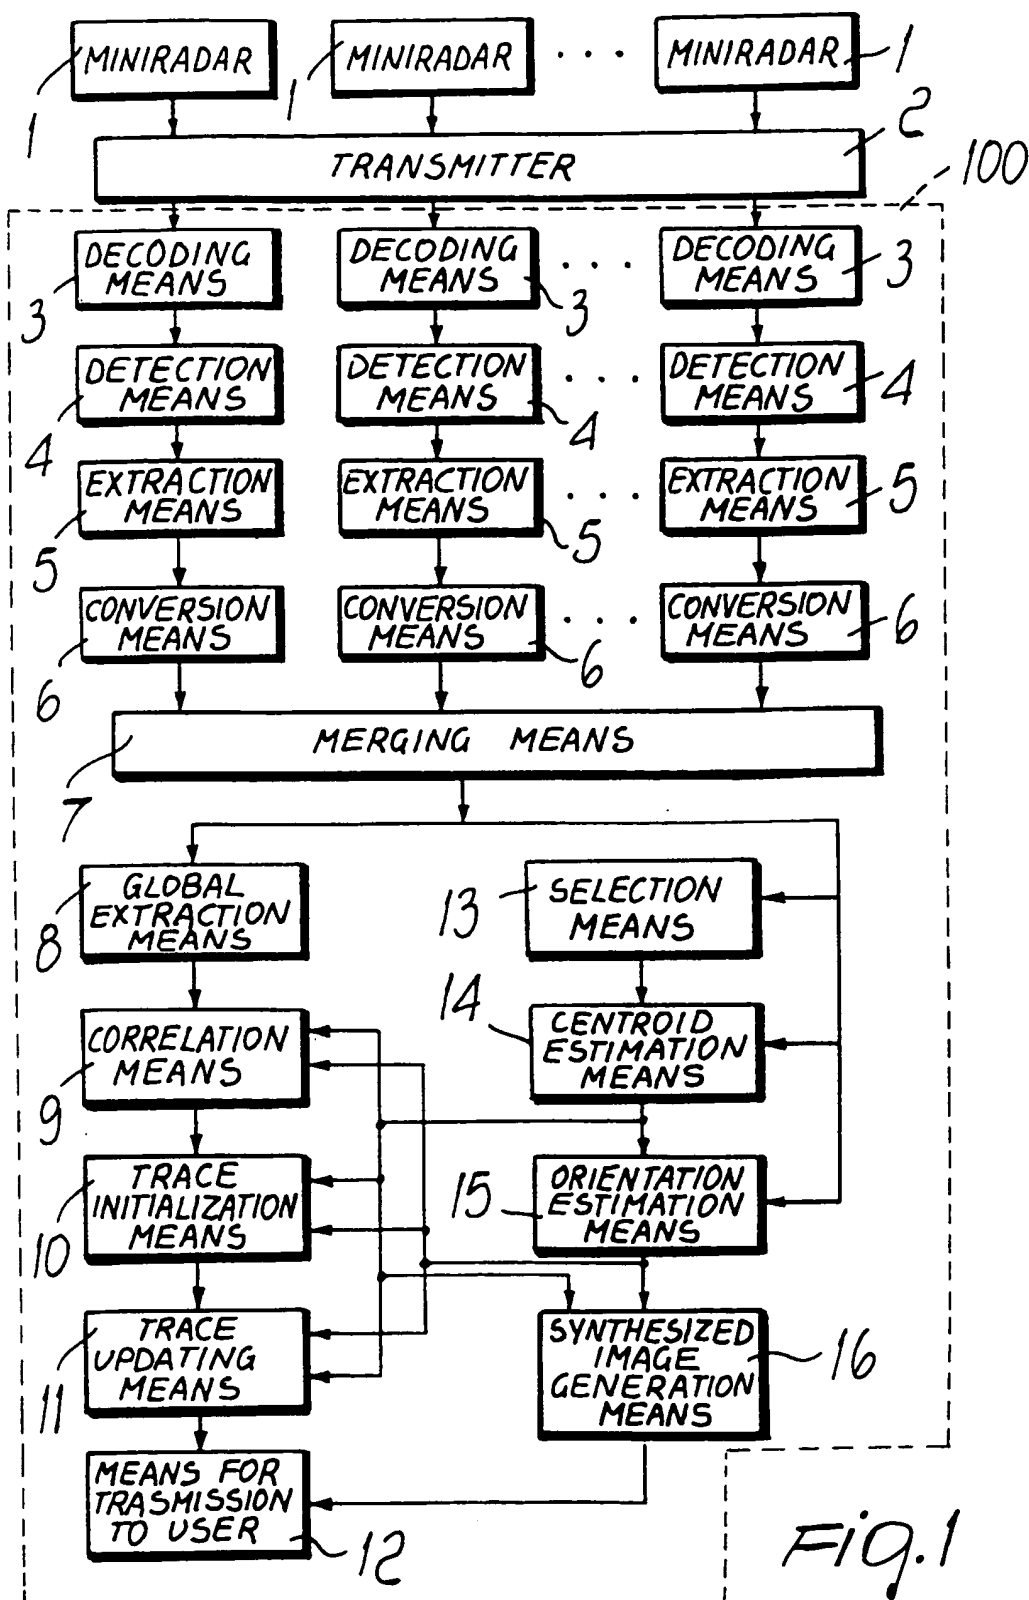 MINIRADAR MINIRADAR . . . MINIRADAR 1
1 1
TRANSMITTER 2
100
DECODING MEANS 3
DECODING MEANS 3
. . .
DECODING MEANS 3
DETECTION MEANS 4
DETECTION MEANS 4
. . .
DETECTION MEANS 4
EXTRACTION MEANS 5
EXTRACTION MEANS 5
. . .
EXTRACTION MEANS 5
CONVERSION MEANS 6
CONVERSION MEANS 6
. . .
CONVERSION MEANS 6
MERGING MEANS
7
GLOBAL
EXTRACTION
MEANS
8
CORRELATION
MEANS
9
TRACE
INITIALIZATION
MEANS
10
TRACE
UPDATING
MEANS
11
MEANS FOR
TRASMISSION
TO USER
12
13
SELECTION
MEANS
14
CENTROID
ESTIMATION
MEANS
15
ORIENTATION
ESTIMATION
MEANS
SYNTHESIZED
IMAGE
GENERATION
MEANS
16
Fig.1